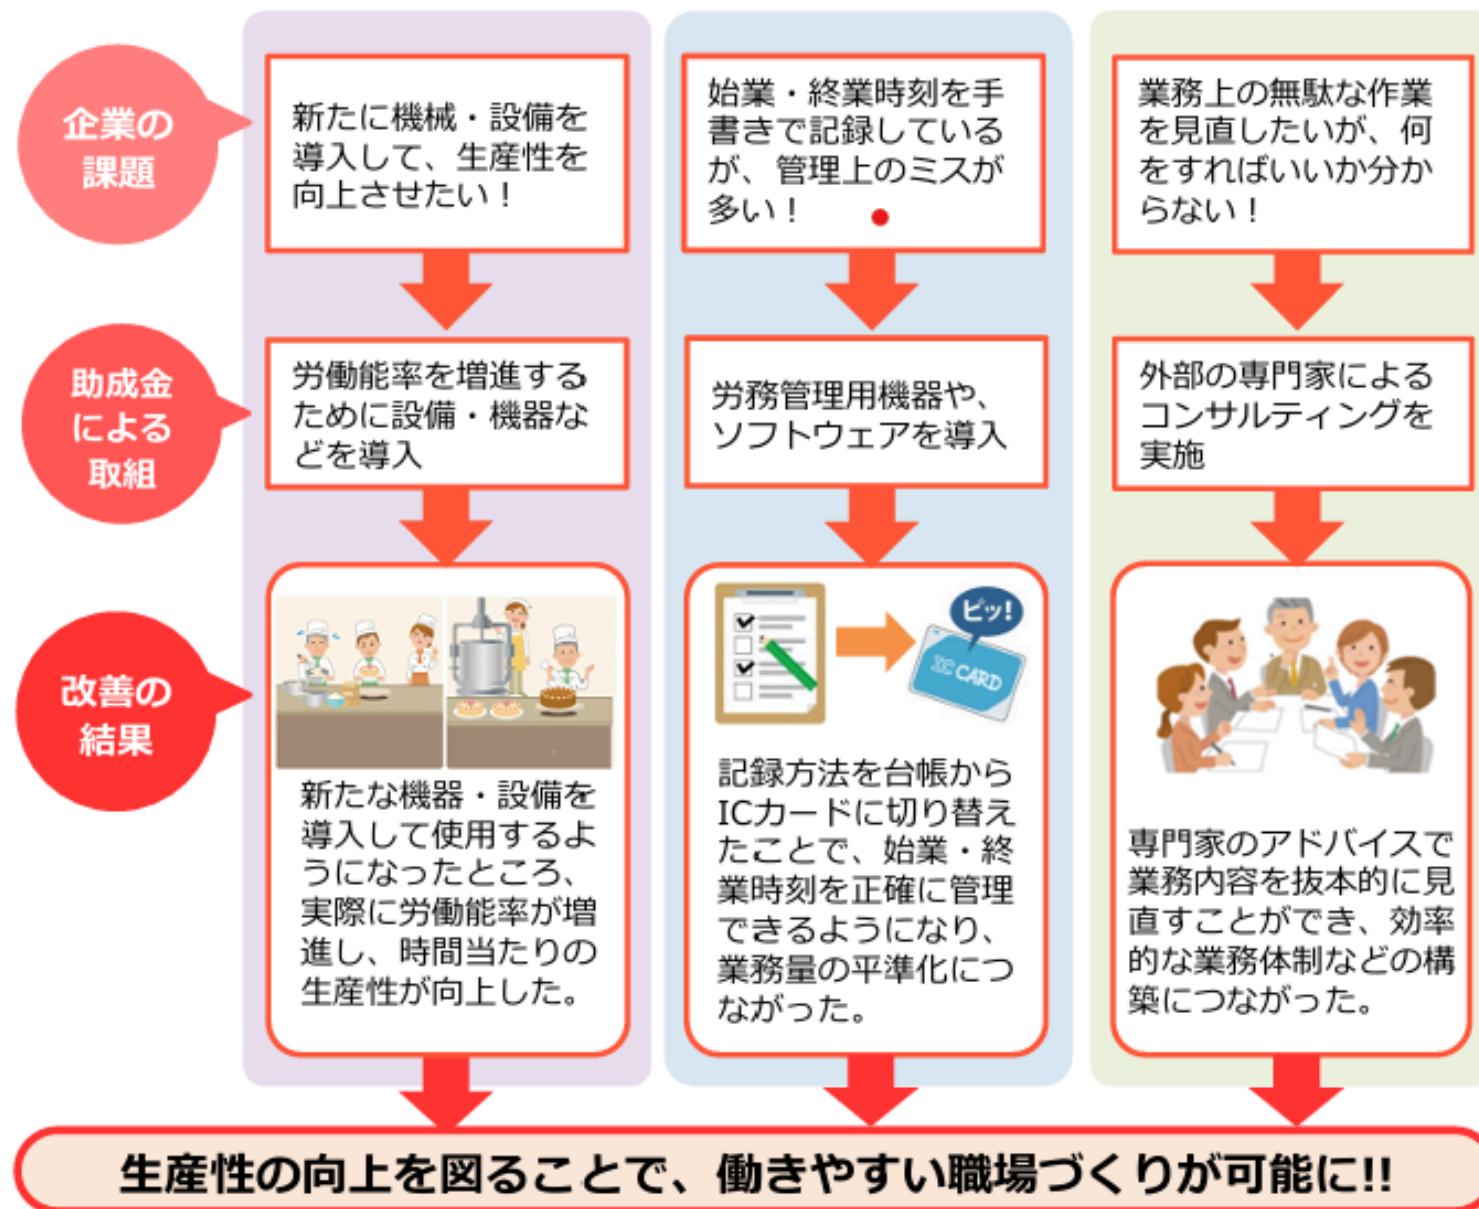 企業の
課題
新たに機械・設備を
導入して、生産性を
向上させたい！
始業・終業時刻を手
書きで記録している
が、管理上のミスが
多い！
業務上の無駄な作業
を見直したいが、何
をすればいいか分か
らない！
助成金
による
取組
労働能率を増進する
ために設備・機器な
どを導入
労務管理用機器や、
ソフトウェアを導入
外部の専門家による
コンサルティングを
実施
改善の
結果
新たな機器・設備を
導入して使用するよ
うになったところ、
実際に労働能率が増
進し、時間当たりの
生産性が向上した。
ピッ!
IC CARD
記録方法を台帳から
ICカードに切り替え
たことで、始業・終
業時刻を正確に管理
できるようになり、
業務量の平準化につ
ながった。
専門家のアドバイスで
業務内容を抜本的に見
直すことができ、効率
的な業務体制などの構
築につながった。
生産性の向上を図ることで、働きやすい職場づくりが可能に!!